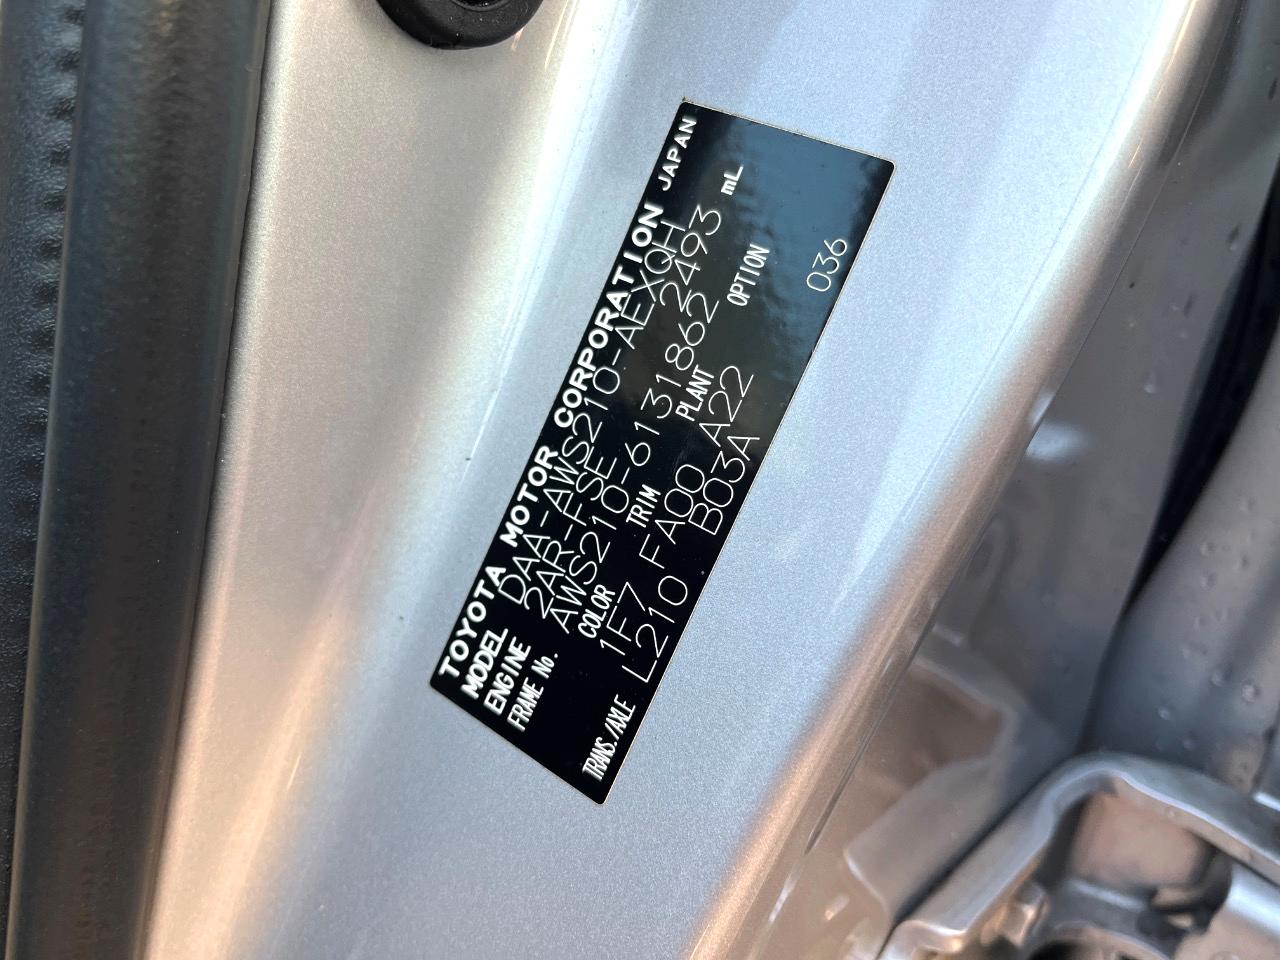 TOYOTA MOTOR CORPORATION JAPAN
MODEL DAA-AWS210-AEXQH
ENGINE 2AR-FSE 2493 mL
FRAME No. AWS210-6131862
COLOR TRIM PLANT OPTION
1F7 FA00 A22
TRANS./AXLE L210 B03A 036